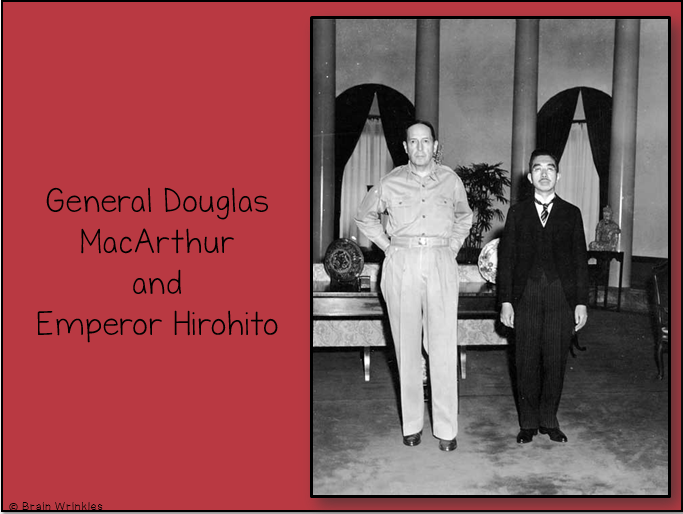 General Douglas
MacArthur
and
Emperor Hirohito
© Brain Wrinkles